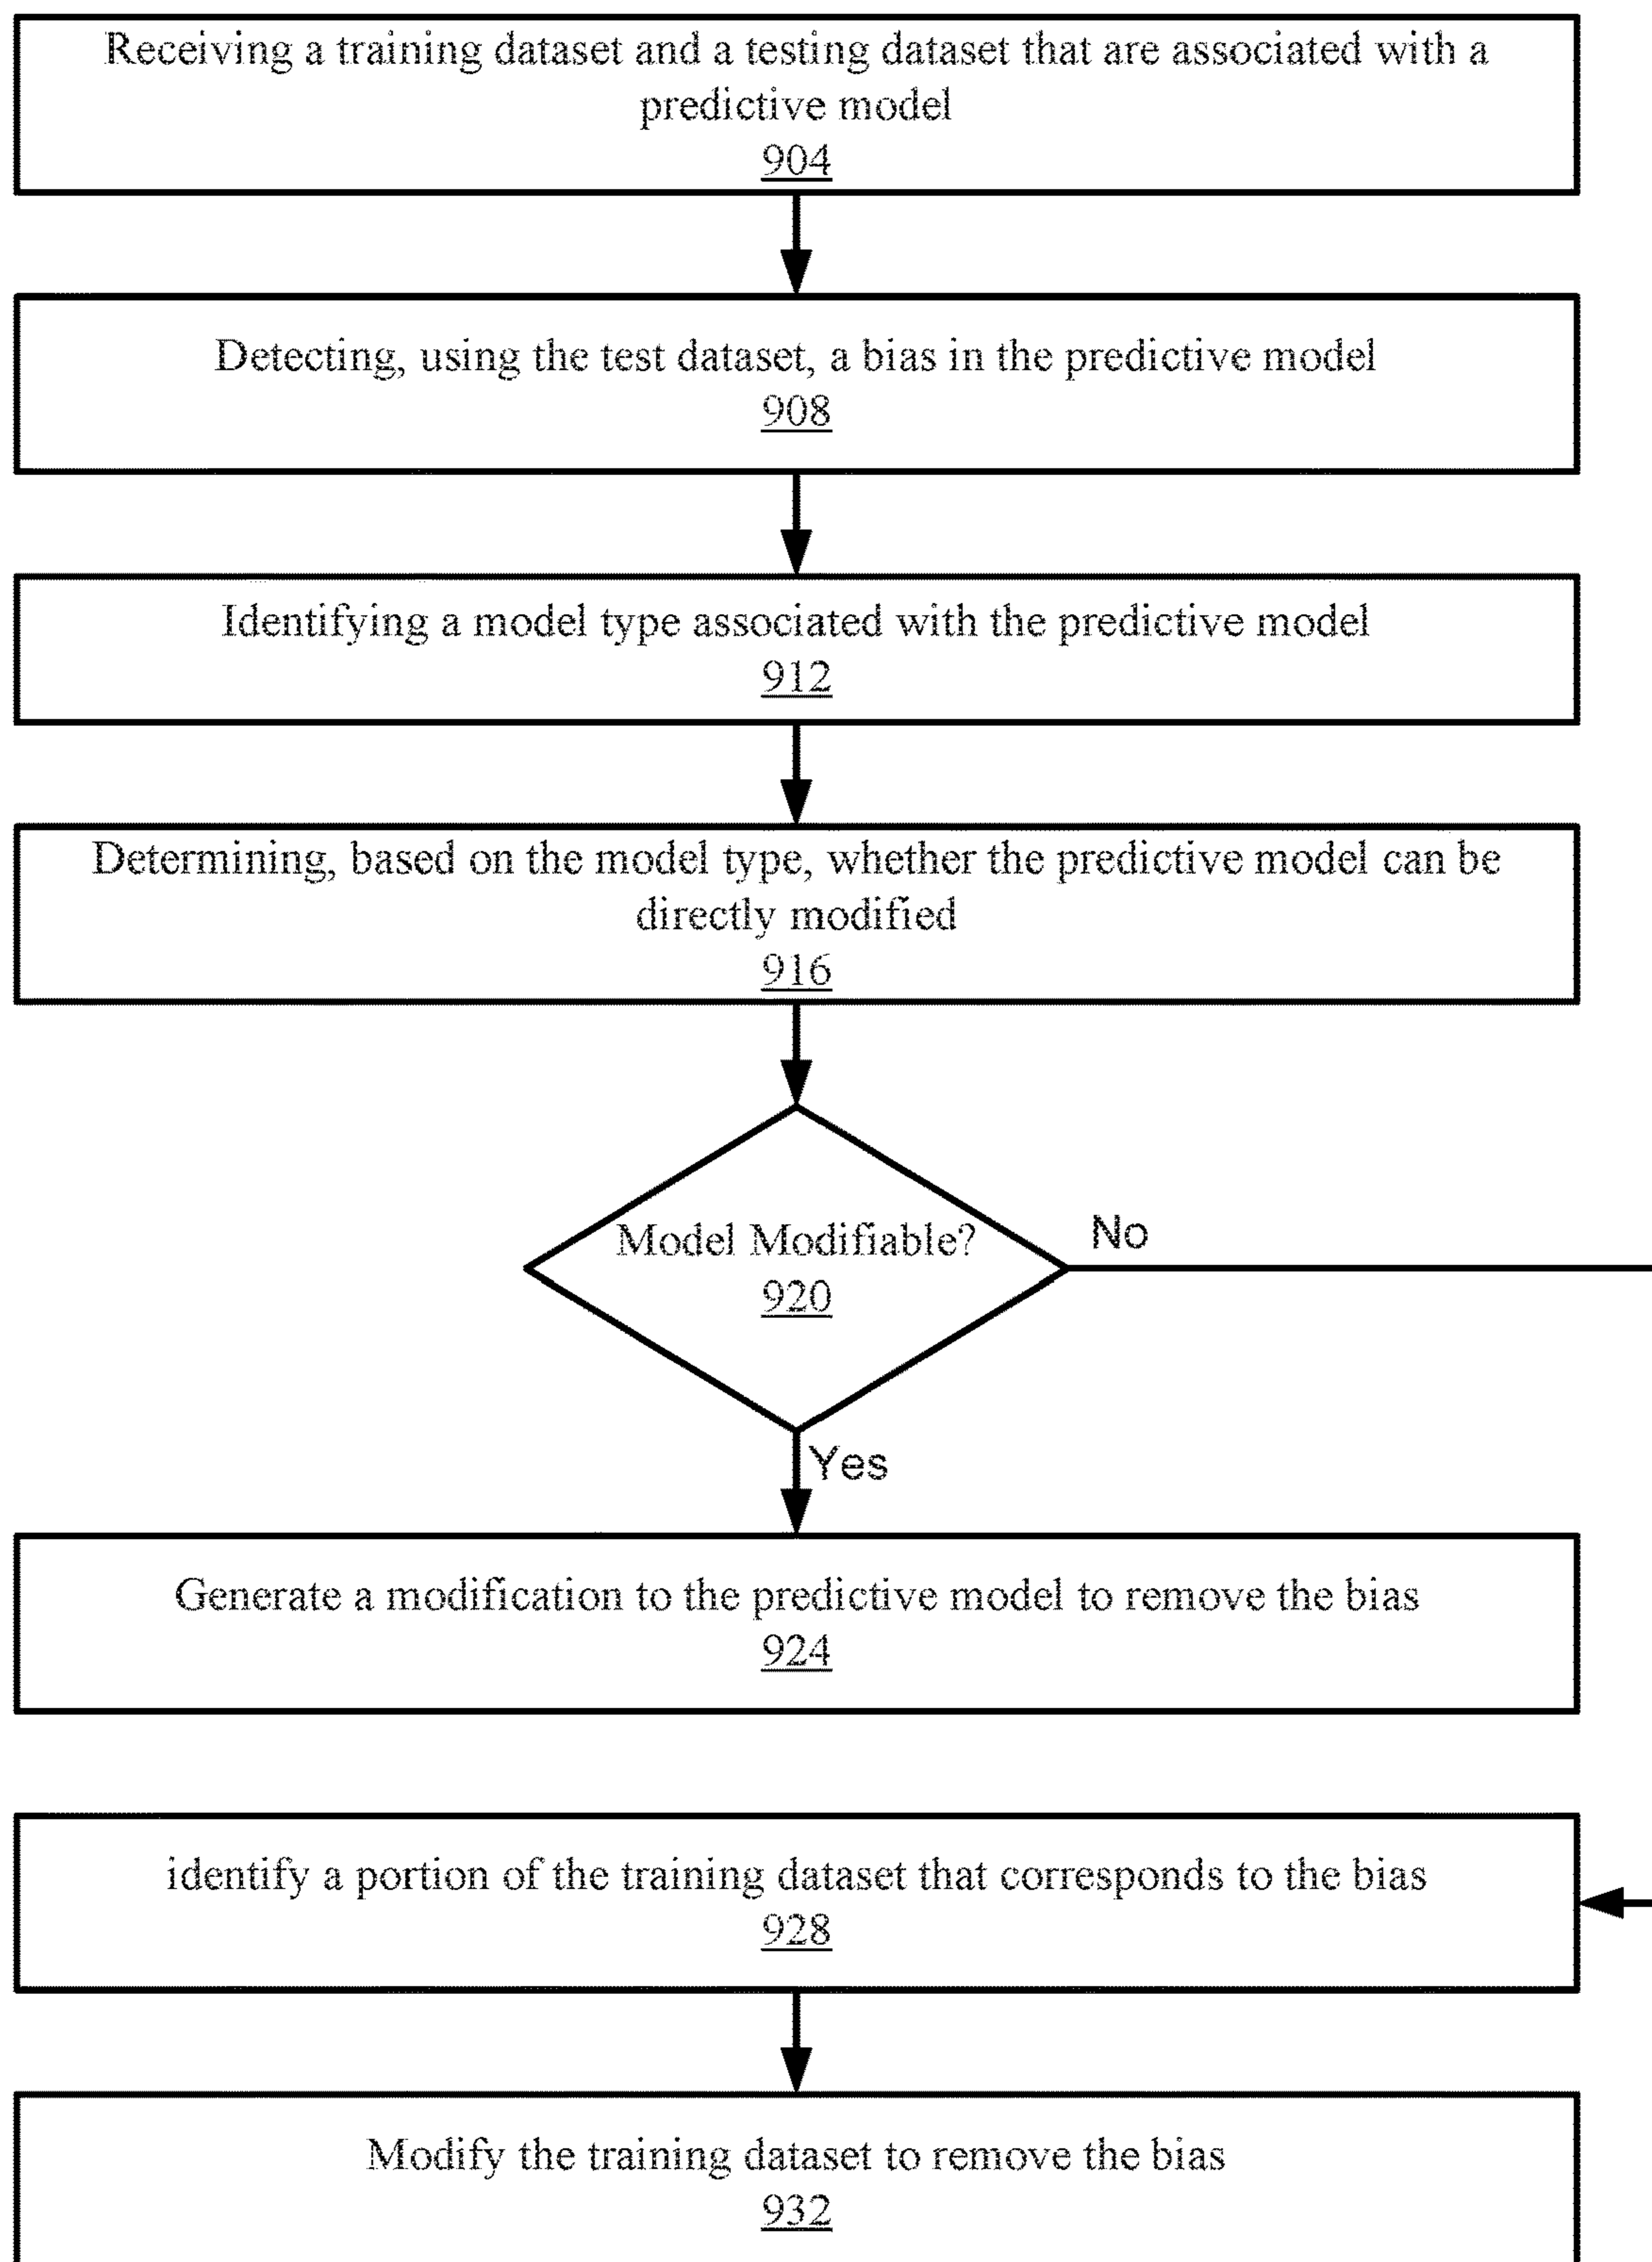 Receiving a training dataset and a testing dataset that are associated with a
predictive model
904
Detecting, using the test dataset, a bias in the predictive model
908
Identifying a model type associated with the predictive model
912
Determining, based on the model type, whether the predictive model can be
directly modified
916
Model Modifiable?
920
No
Yes
Generate a modification to the predictive model to remove the bias
924
identify a portion of the training dataset that corresponds to the bias
928
Modify the training dataset to remove the bias
932